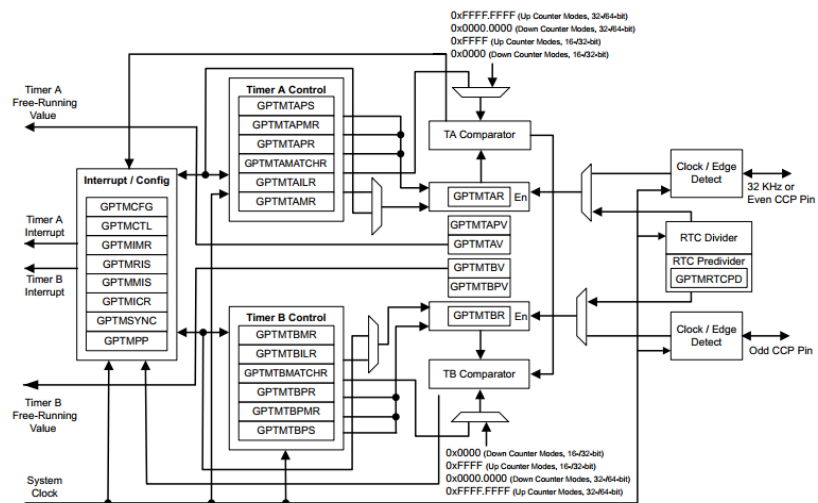 0xFFFF.FFFF (Up Counter Modes, 32-/64-bit)
0x0000.0000 (Down Counter Modes, 32-/64-bit)
0xFFFF (Up Counter Modes, 16-/32-bit)
0x0000 (Down Counter Modes, 16-/32-bit)
Timer A
Free-Running
Value
Timer A Control
GPTMTAPS
GPTMTAPMR
GPTMTAPR
GPTMTAMATCHR
GPTMTAILR
GPTMTAMR
TA Comparator
GPTMTAR
En
Clock / Edge
Detect
32 KHz or
Even CCP Pin
Interrupt / Config
GPTMCFG
GPTMCTL
GPTMIMR
GPTMRIS
GPTMMIS
GPTMICR
GPTMSYNC
GPTMPP
Timer A
Interrupt
Timer B
Interrupt
GPTMTAPV
GPTMTAV
GPTMTBV
GPTMTBPV
RTC Divider
RTC Predivider
GPTMRTCPD
Timer B Control
GPTMTBMR
GPTMTBILR
GPTMTBMATCHR
GPTMTBPR
GPTMTBPMR
GPTMTBPS
GPTMTBR
En
Clock / Edge
Detect
Odd CCP Pin
TB Comparator
Timer B
Free-Running
Value
0x0000 (Down Counter Modes, 16-/32-bit)
0xFFFF (Up Counter Modes, 16-/32-bit)
0x0000.0000 (Down Counter Modes, 32-/64-bit)
0xFFFF.FFFF (Up Counter Modes, 32-/64-bit)
System
Clock